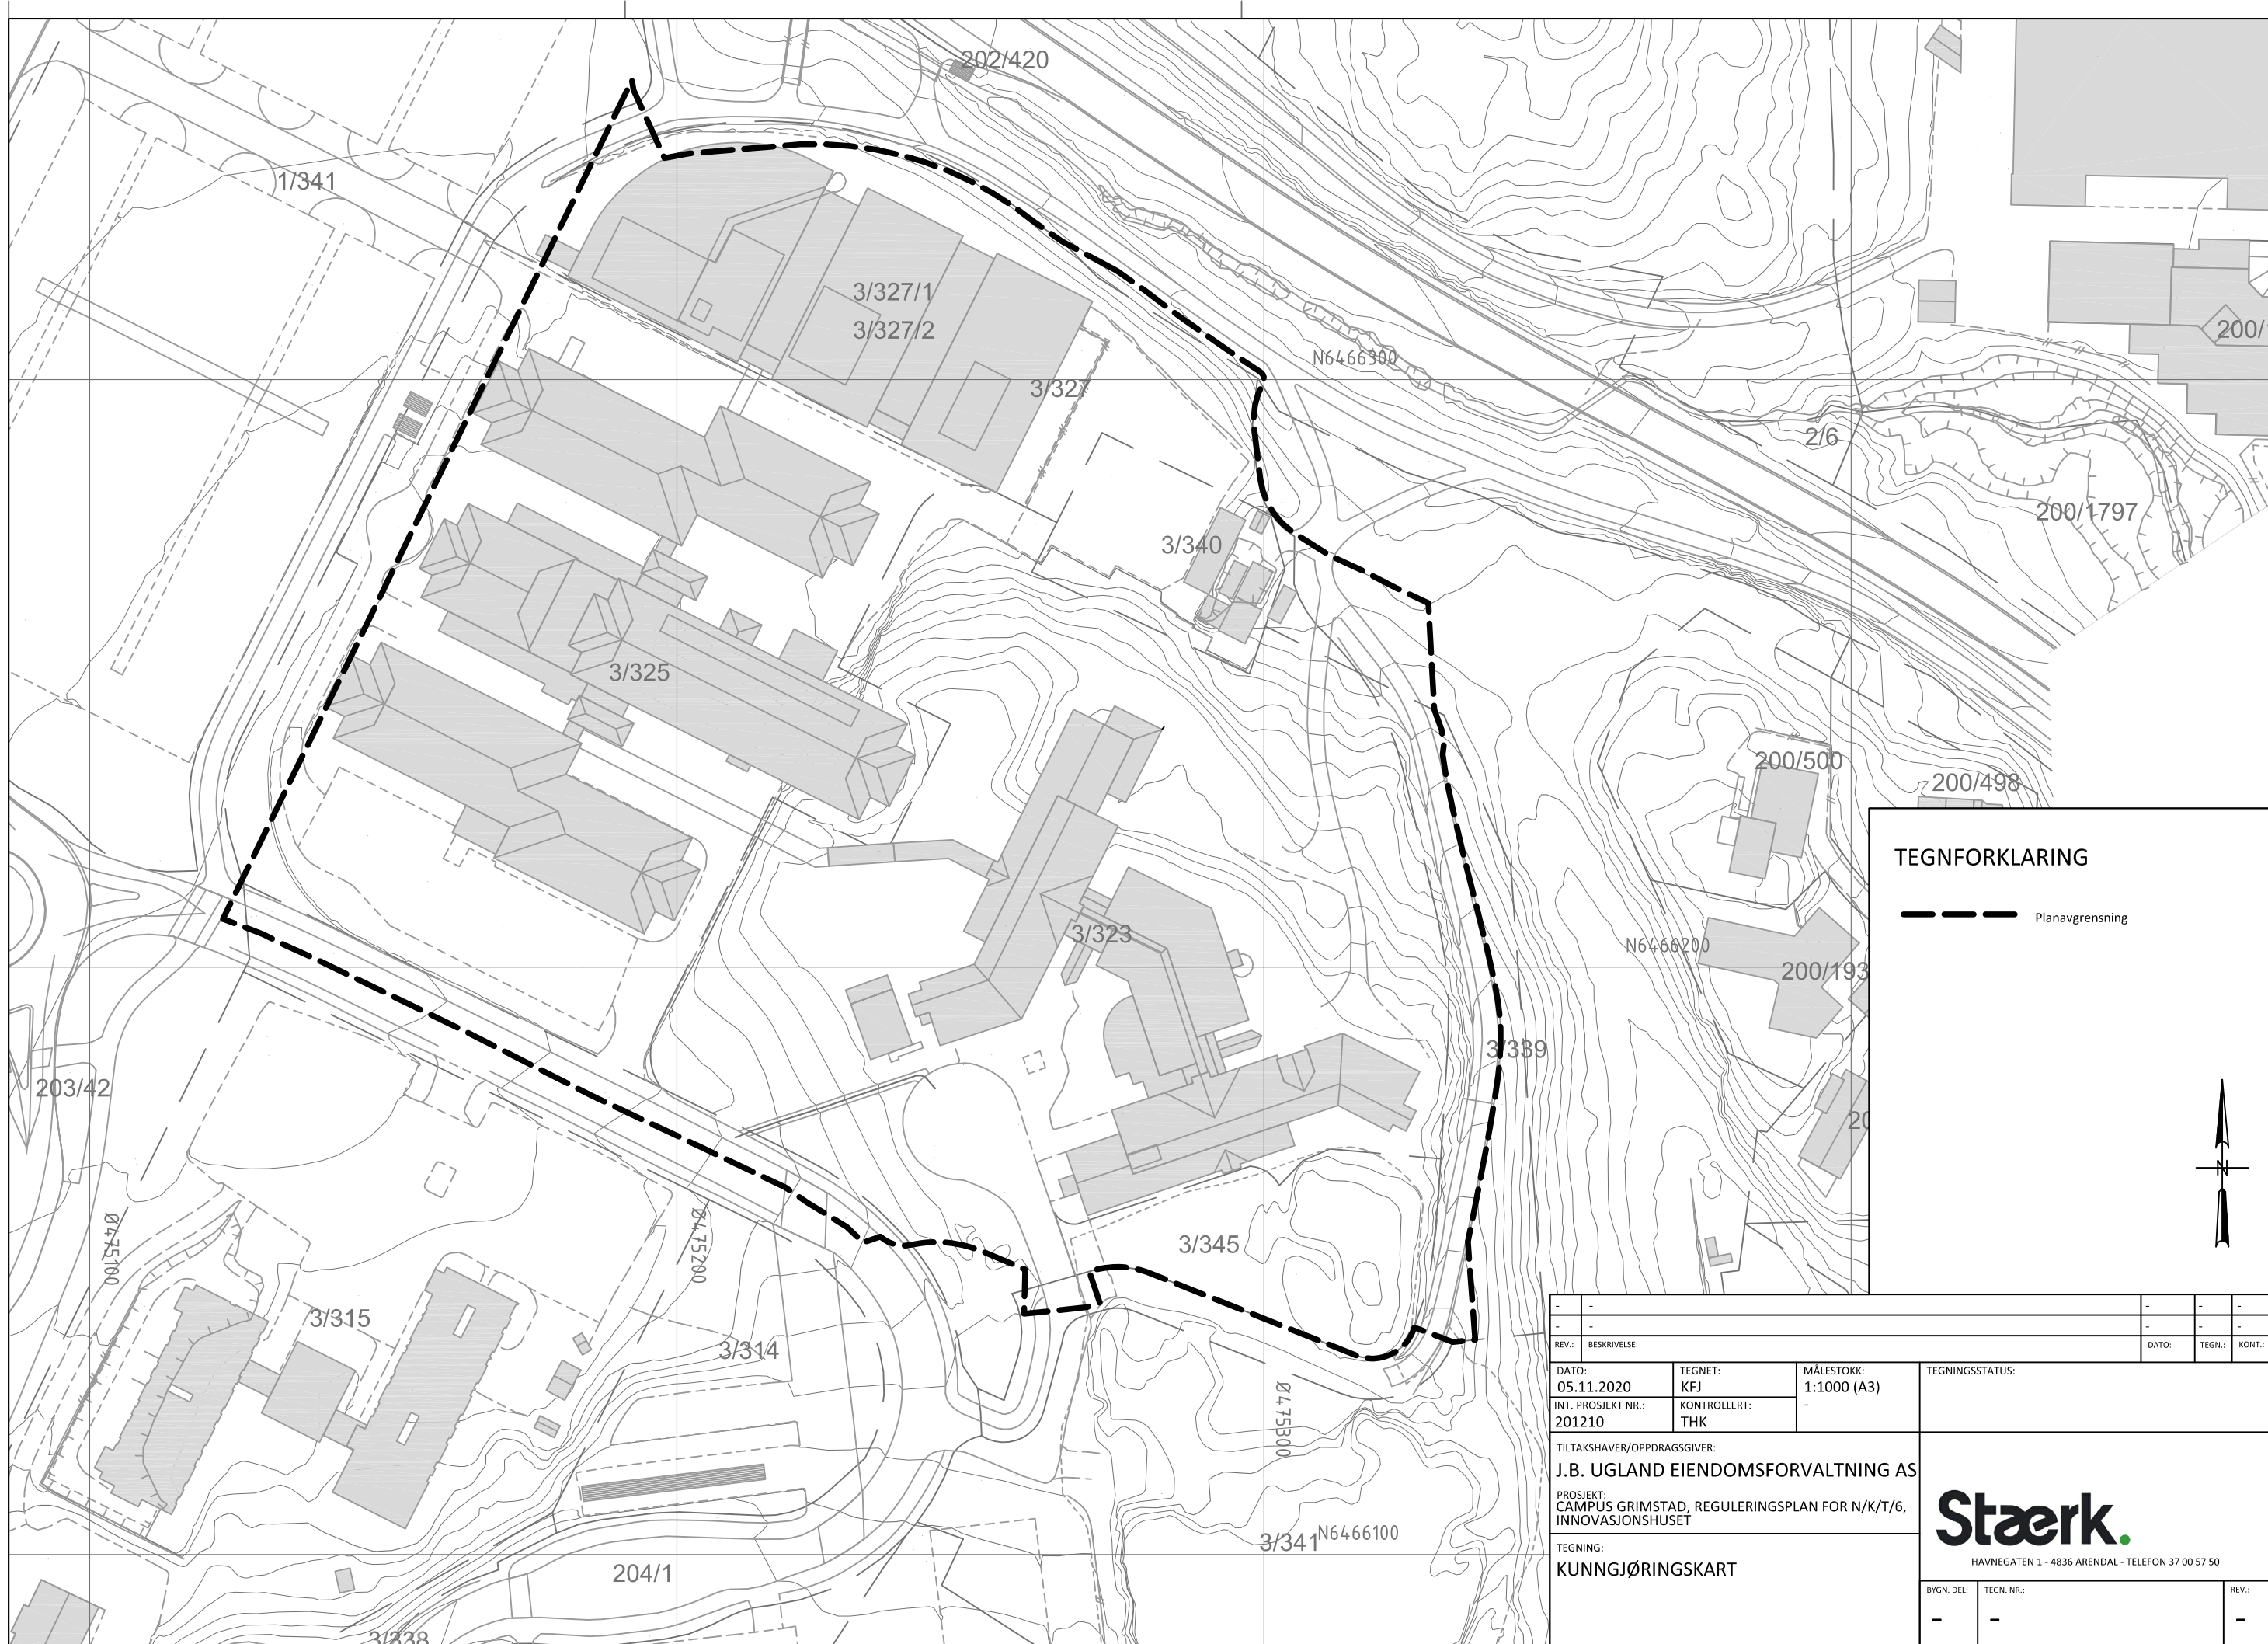 202/420
1/341
3/327/1
3/327/2
200/
N6466300
3/327
2/6
200/1797
3/340
3/325
200/500
200/498
TEGNFORKLARING
Planavgrensning
3/323
N6466200
200/193
3/339
203/42
20
N
Ø475100
Ø475200
3/345
3/315
3/314
Ø475300
3/341
N6466100
204/1
3/338
- - - - -
- - - - -
REV.: BESKRIVELSE: DATO: TEGN.: KONT.:
DATO: TEGNET: MÅLESTOKK: TEGNINGSSTATUS:
05.11.2020 KFJ 1:1000 (A3)
INT. PROSJEKT NR.: KONTROLLERT: -
201210 THK
TILTAKSHAVER/OPPDRAGSGIVER:
J.B. UGLAND EIENDOMSFORVALTNING AS
PROSJEKT:
CAMPUS GRIMSTAD, REGULERINGSPLAN FOR N/K/T/6,
INNOVASJONSHUSET
TEGNING:
KUNNGJØRINGSKART
Stærk.
HAVNEGATEN 1 - 4836 ARENDAL - TELEFON 37 00 57 50
BYGN. DEL: TEGN. NR.: REV.:
- - -